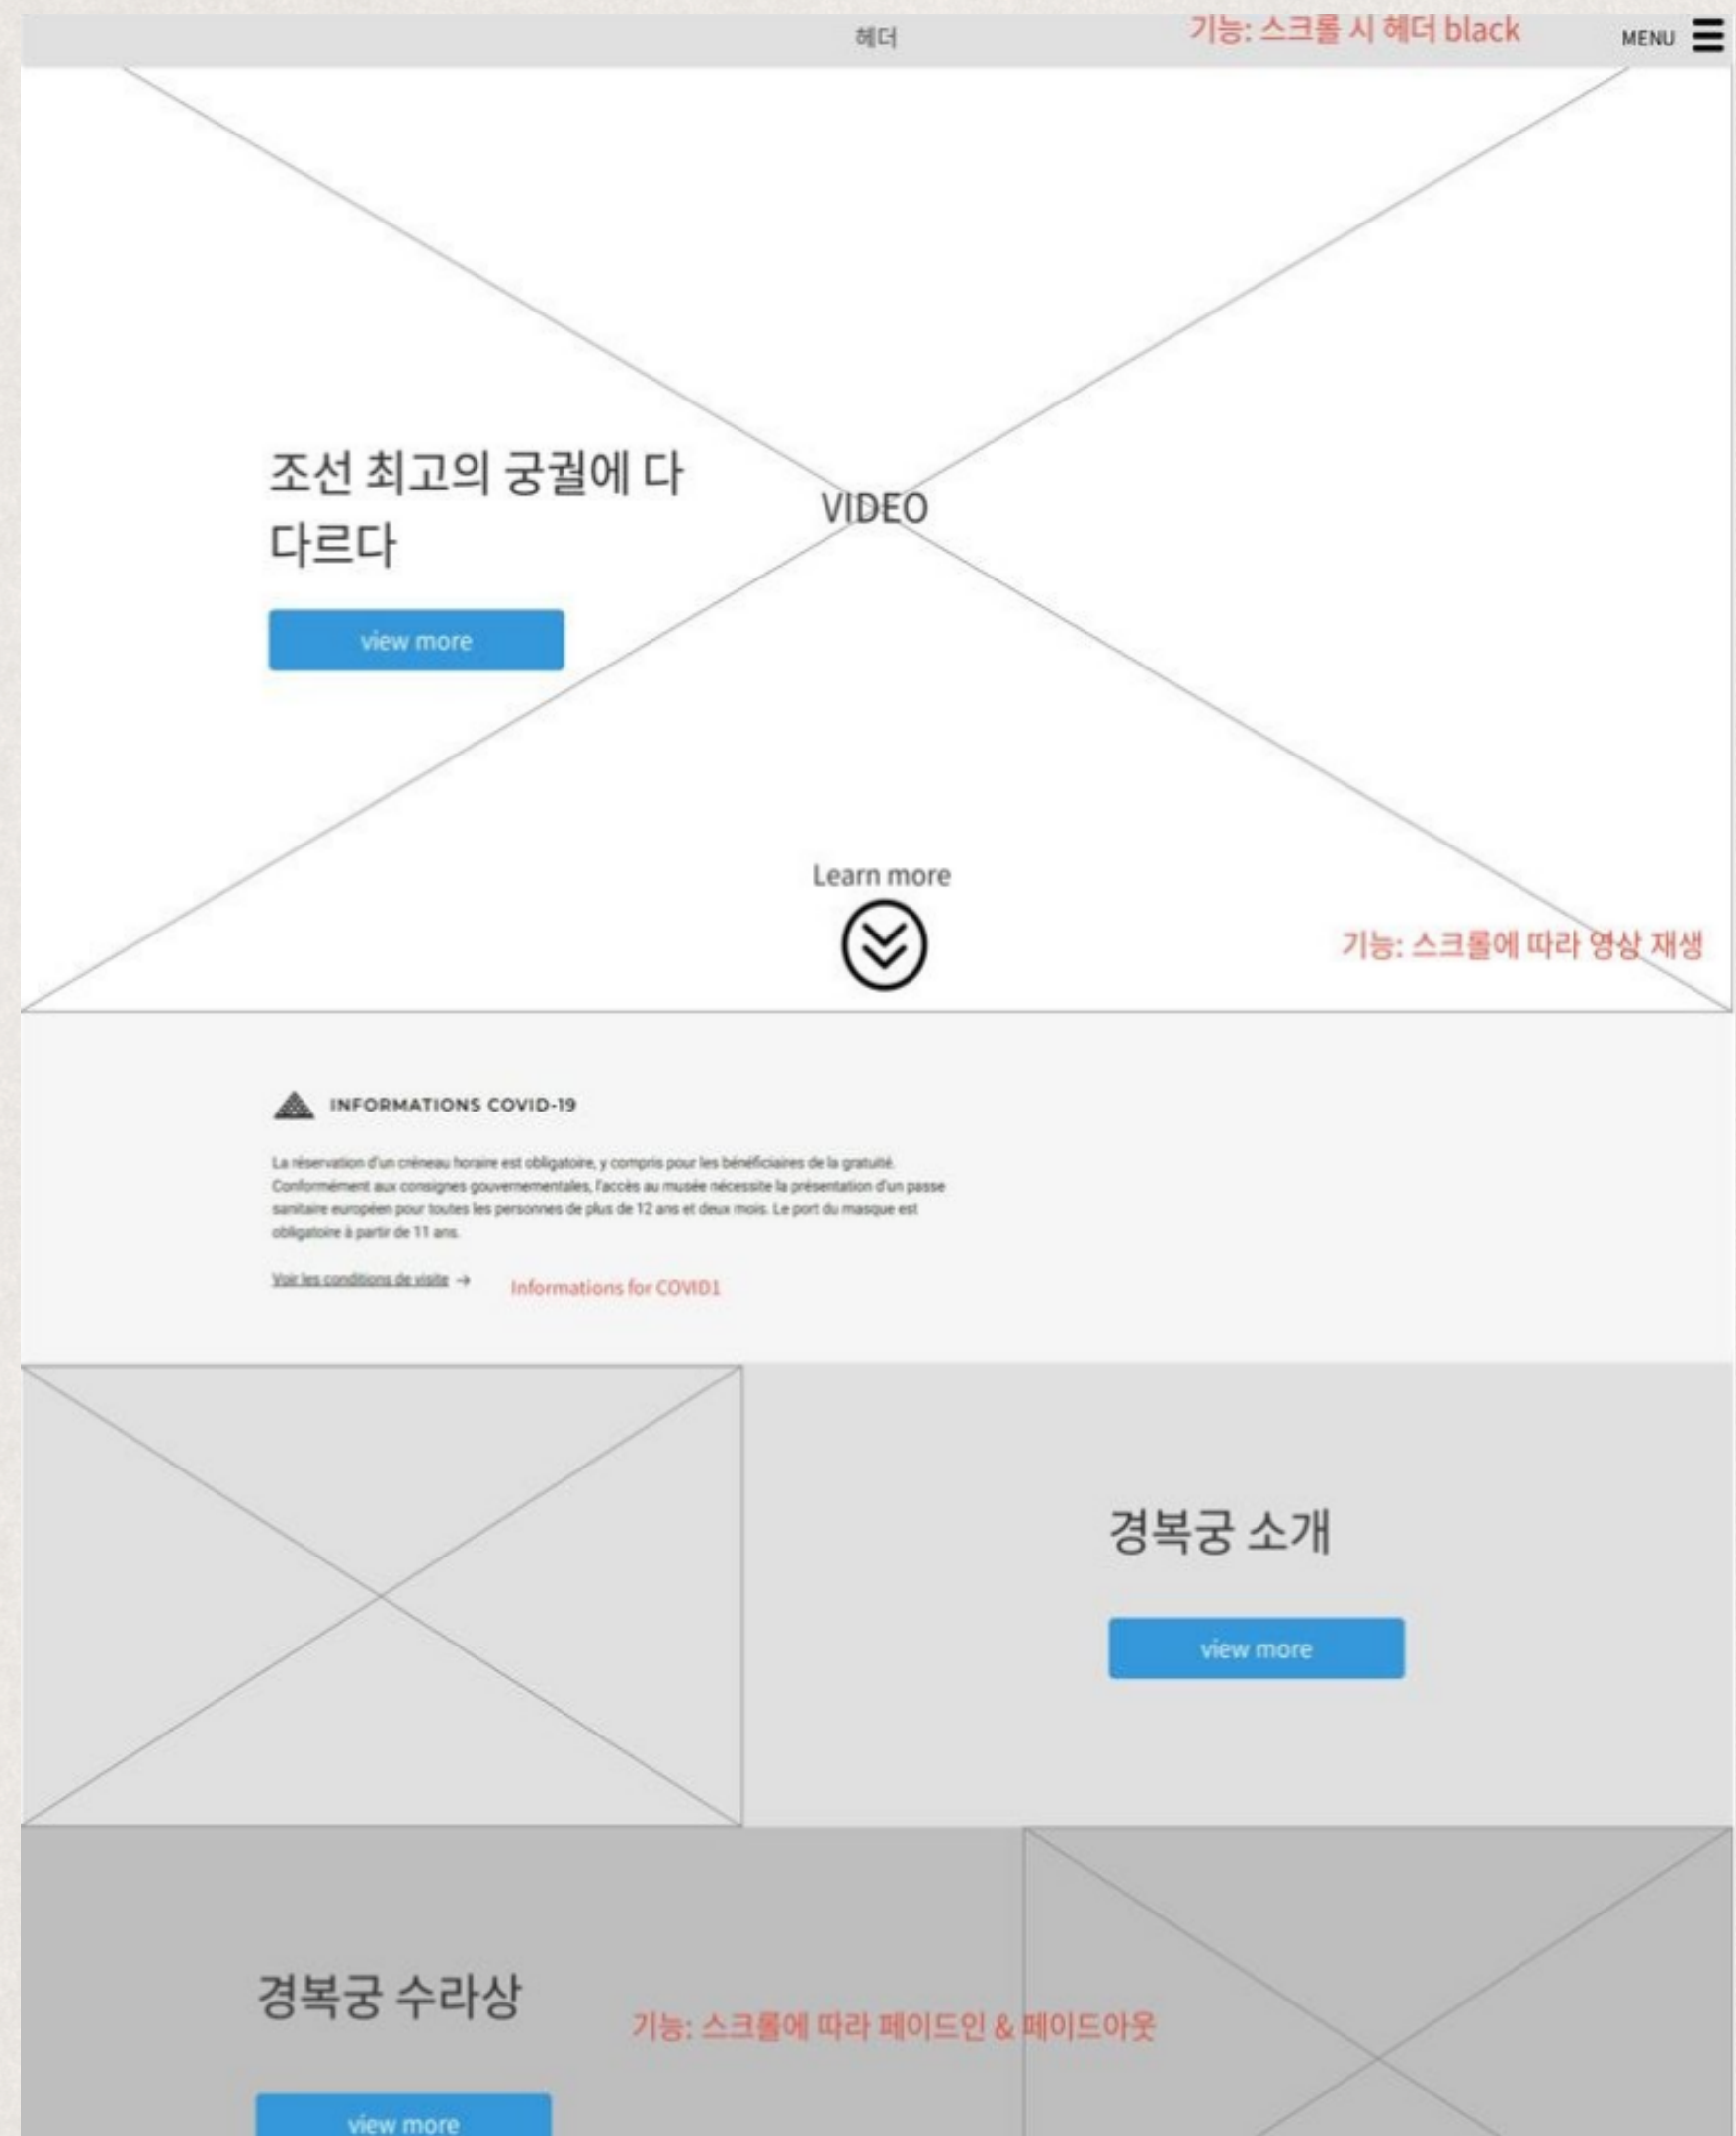 헤더
기능: 스크롤 시 헤더 black
MENU
조선 최고의 궁궐에 다
다르다
VIDEO
view more
Learn more
기능: 스크롤에 따라 영상 재생
INFORMATIONS COVID-19
La réservation d'un créneau horaire est obligatoire, y compris pour les bénéficiaires de la gratuité.
Conformément aux consignes gouvernementales, l'accès au musée nécessite la présentation d'un passe
sanitaire européen pour toutes les personnes de plus de 12 ans et deux mois. Le port du masque est
obligatoire à partir de 11 ans.
Voir les conditions de visite →
Informations for COVID1
경복궁 소개
view more
경복궁 수라상
기능: 스크롤에 따라 페이드인 & 페이드아웃
view more